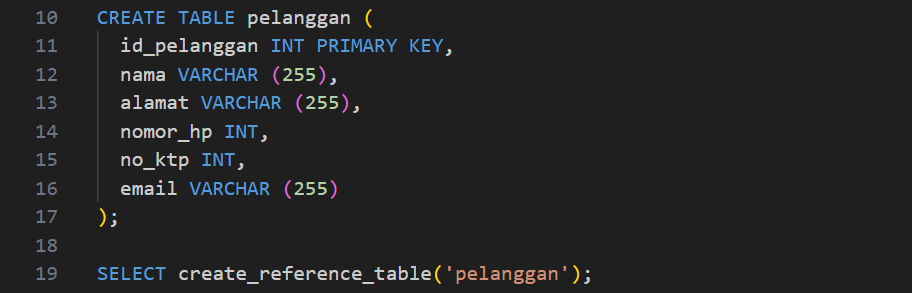 10 CREATE TABLE pelanggan (
11 id_pelanggan INT PRIMARY KEY,
12 nama VARCHAR (255),
13 alamat VARCHAR (255),
14 nomor_hp INT,
15 no_ktp INT,
16 email VARCHAR (255)
17 );
18
19 SELECT create_reference_table('pelanggan');